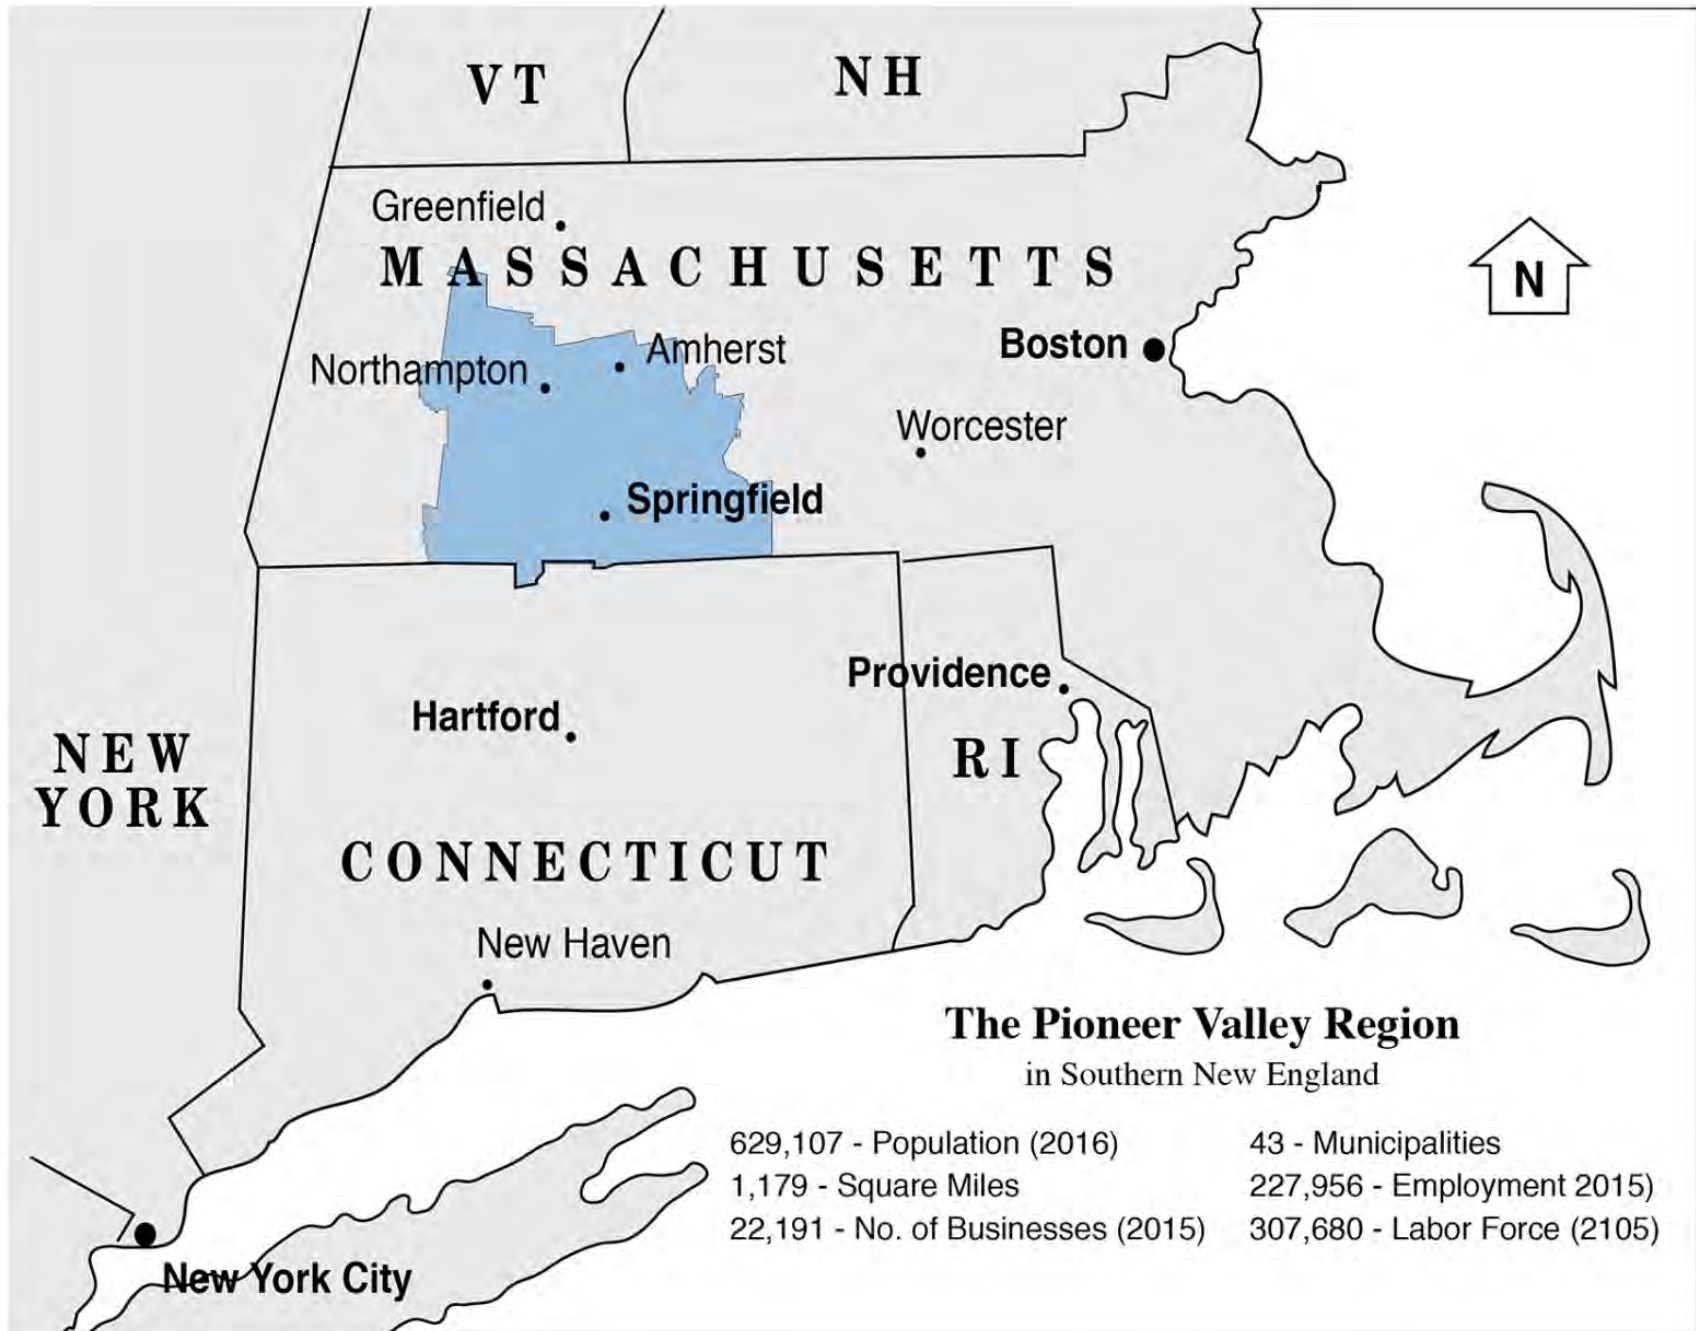 VT
NH
Greenfield
MASSACHUSETTS
N
Boston
Amherst
Northampton
Worcester
Springfield
Providence
Hartford
NEW
YORK
RI
CONNECTICUT
New Haven
The Pioneer Valley Region
in Southern New England
629,107 - Population (2016)
1,179 - Square Miles
22,191 - No. of Businesses (2015)
43 - Municipalities
227,956 - Employment 2015)
307,680 - Labor Force (2105)
New York City